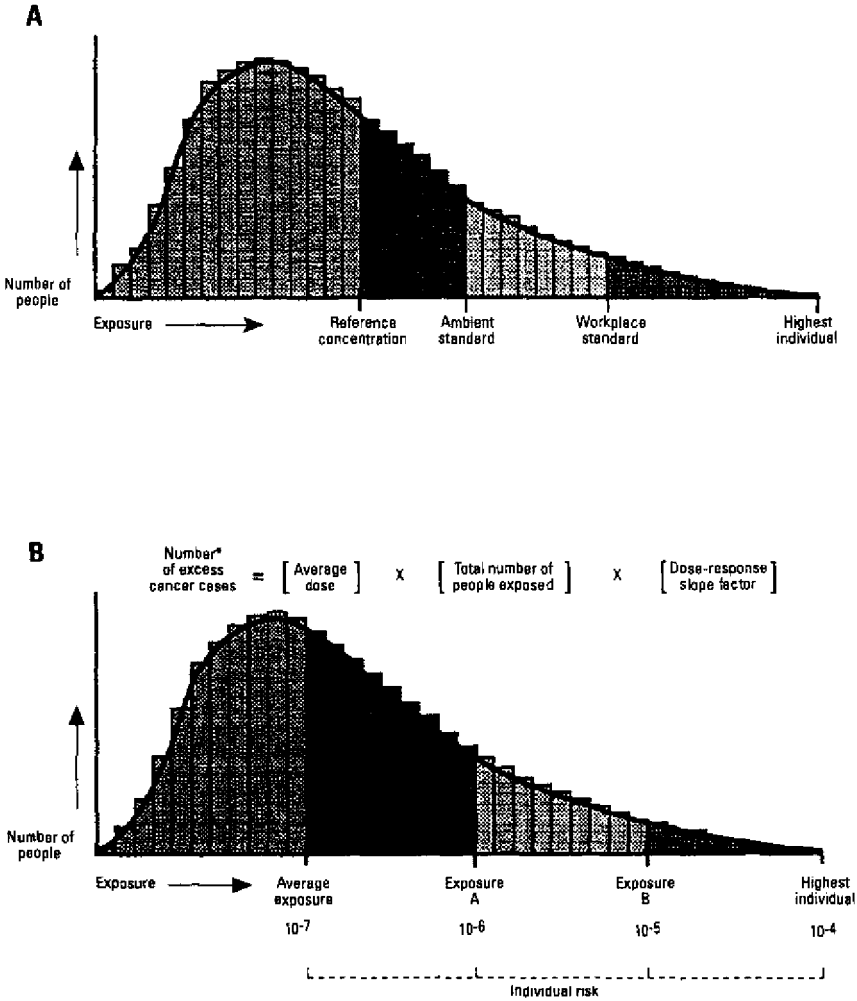 A
Number of
people
Exposure
Reference
concentration
Ambient
standard
Workplace
standard
Highest
individual
B
Number*
of excess
cancer cases
= [ Average
dose ]
X
[ Total number of
people exposed ]
X
[ Dose-response
slope factor ]
Number of
people
Exposure
Average
exposure
10-7
Exposure
A
10-6
Exposure
B
10-5
Highest
individual
10-4
Individual risk